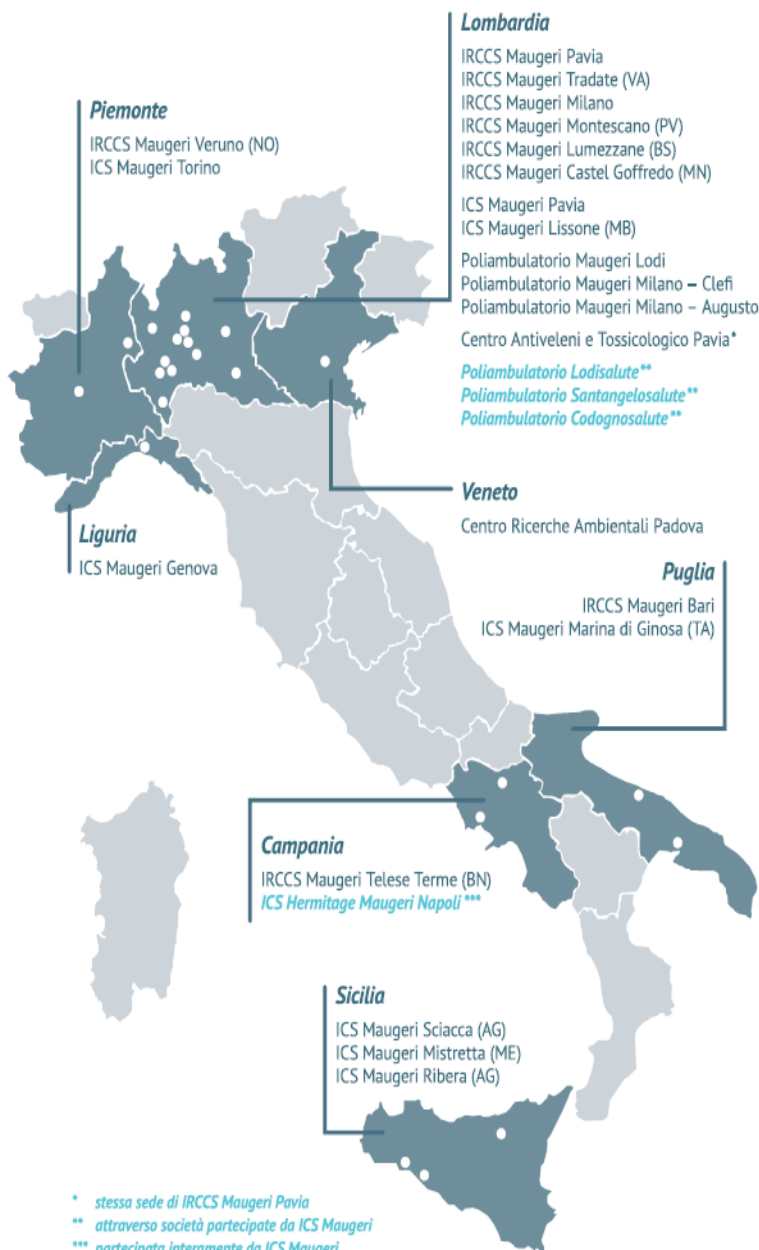 Lombardia
IRCCS Maugeri Pavia
IRCCS Maugeri Tradate (VA)
IRCCS Maugeri Milano
IRCCS Maugeri Montescano (PV)
IRCCS Maugeri Lumezzane (BS)
IRCCS Maugeri Castel Goffredo (MN)
ICS Maugeri Pavia
ICS Maugeri Lissone (MB)
Poliambulatorio Maugeri Lodi
Poliambulatorio Maugeri Milano – Clefi
Poliambulatorio Maugeri Milano – Augusto
Centro Antiveleni e Tossicologico Pavia*
Poliambulatorio Lodisalute**
Poliambulatorio Santangelosalute**
Poliambulatorio Codognosalute**
Piemonte
IRCCS Maugeri Veruno (NO)
ICS Maugeri Torino
Veneto
Centro Ricerche Ambientali Padova
Liguria
ICS Maugeri Genova
Puglia
IRCCS Maugeri Bari
ICS Maugeri Marina di Ginosa (TA)
Campania
IRCCS Maugeri Telese Terme (BN)
ICS Hermitage Maugeri Napoli ***
Sicilia
ICS Maugeri Sciacca (AG)
ICS Maugeri Mistretta (ME)
ICS Maugeri Ribera (AG)
* stessa sede di IRCCS Maugeri Pavia
** attraverso società partecipate da ICS Maugeri
*** partecipata interamente da ICS Maugeri